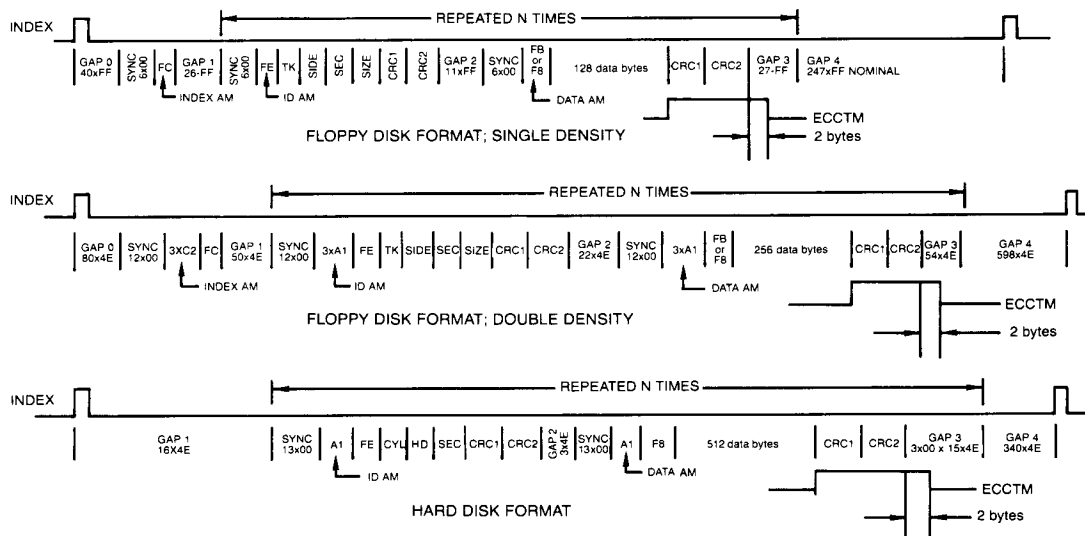 REPEATED N TIMES
INDEX
GAP 0 40xFF
SYNC 6x00
FC
GAP 1 26-FF
SYNC 6x00
FE
TK
SIDE
SEC
SIZE
CRC1
CRC2
GAP 2 11xFF
SYNC 6x00
FB or F8
128 data bytes
CRC1
CRC2
GAP 3 27-FF
GAP 4 247xFF NOMINAL
INDEX AM
ID AM
DATA AM
ECCTM
2 bytes
FLOPPY DISK FORMAT; SINGLE DENSITY
REPEATED N TIMES
INDEX
GAP 0 80x4E
SYNC 12x00
3XC2
FC
GAP 1 50x4E
SYNC 12x00
3xA1
FE
TK
SIDE
SEC
SIZE
CRC1
CRC2
GAP 2 22x4E
SYNC 12x00
3xA1
FB or F8
256 data bytes
CRC1
CRC2
GAP 3 54x4E
GAP 4 598x4E
INDEX AM
ID AM
DATA AM
ECCTM
2 bytes
FLOPPY DISK FORMAT; DOUBLE DENSITY
REPEATED N TIMES
INDEX
GAP 1 16X4E
SYNC 13x00
A1
FE
CYL
HD
SEC
CRC1
CRC2
GAP 2 3x4E
SYNC 13x00
A1
F8
512 data bytes
CRC1
CRC2
GAP 3 3x00 x 15x4E
GAP 4 340x4E
ID AM
DATA AM
ECCTM
2 bytes
HARD DISK FORMAT